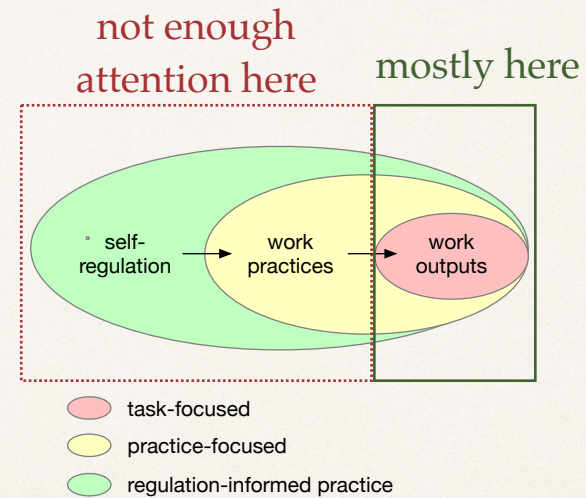 not enough
attention here
mostly here
self-
regulation
work
practices
work
outputs
task-focused
practice-focused
regulation-informed practice